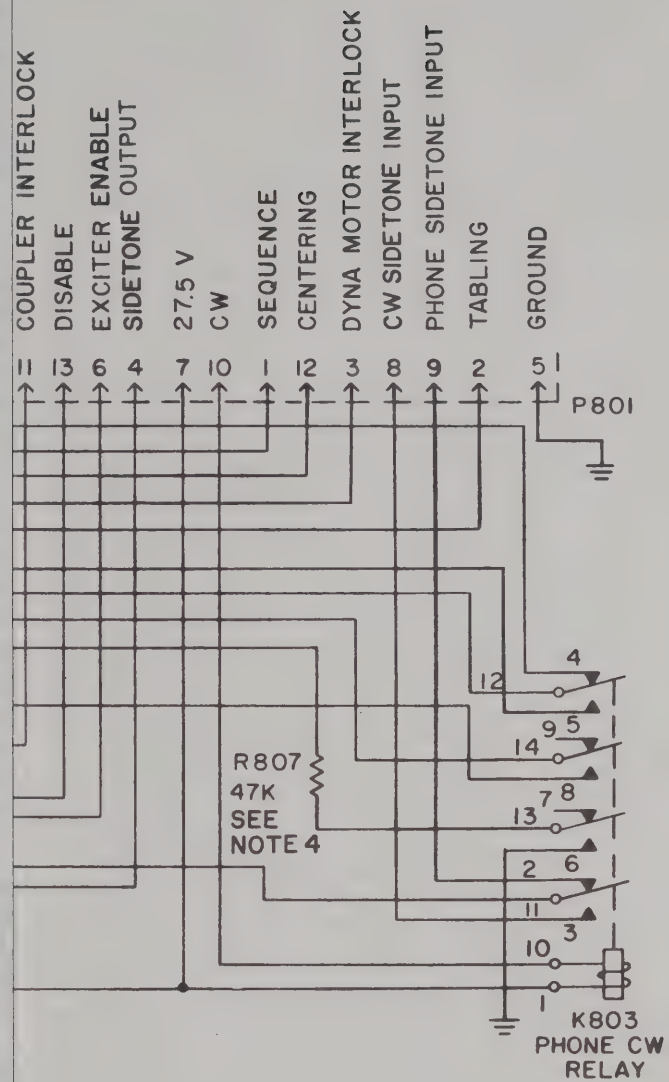 COUPLER INTERLOCK
DISABLE
EXCITER ENABLE
SIDETONE OUTPUT
27.5 V
CW
SEQUENCE
CENTERING
DYNA MOTOR INTERLOCK
CW SIDETONE INPUT
PHONE SIDETONE INPUT
TABLING
GROUND
11 13 6 4 7 10 1 12 3 8 9 2 5
P801
4
12
9 5
14
R807
47K
SEE
NOTE 4
7 8
13
2 6
11
3
10
1
K803
PHONE CW
RELAY